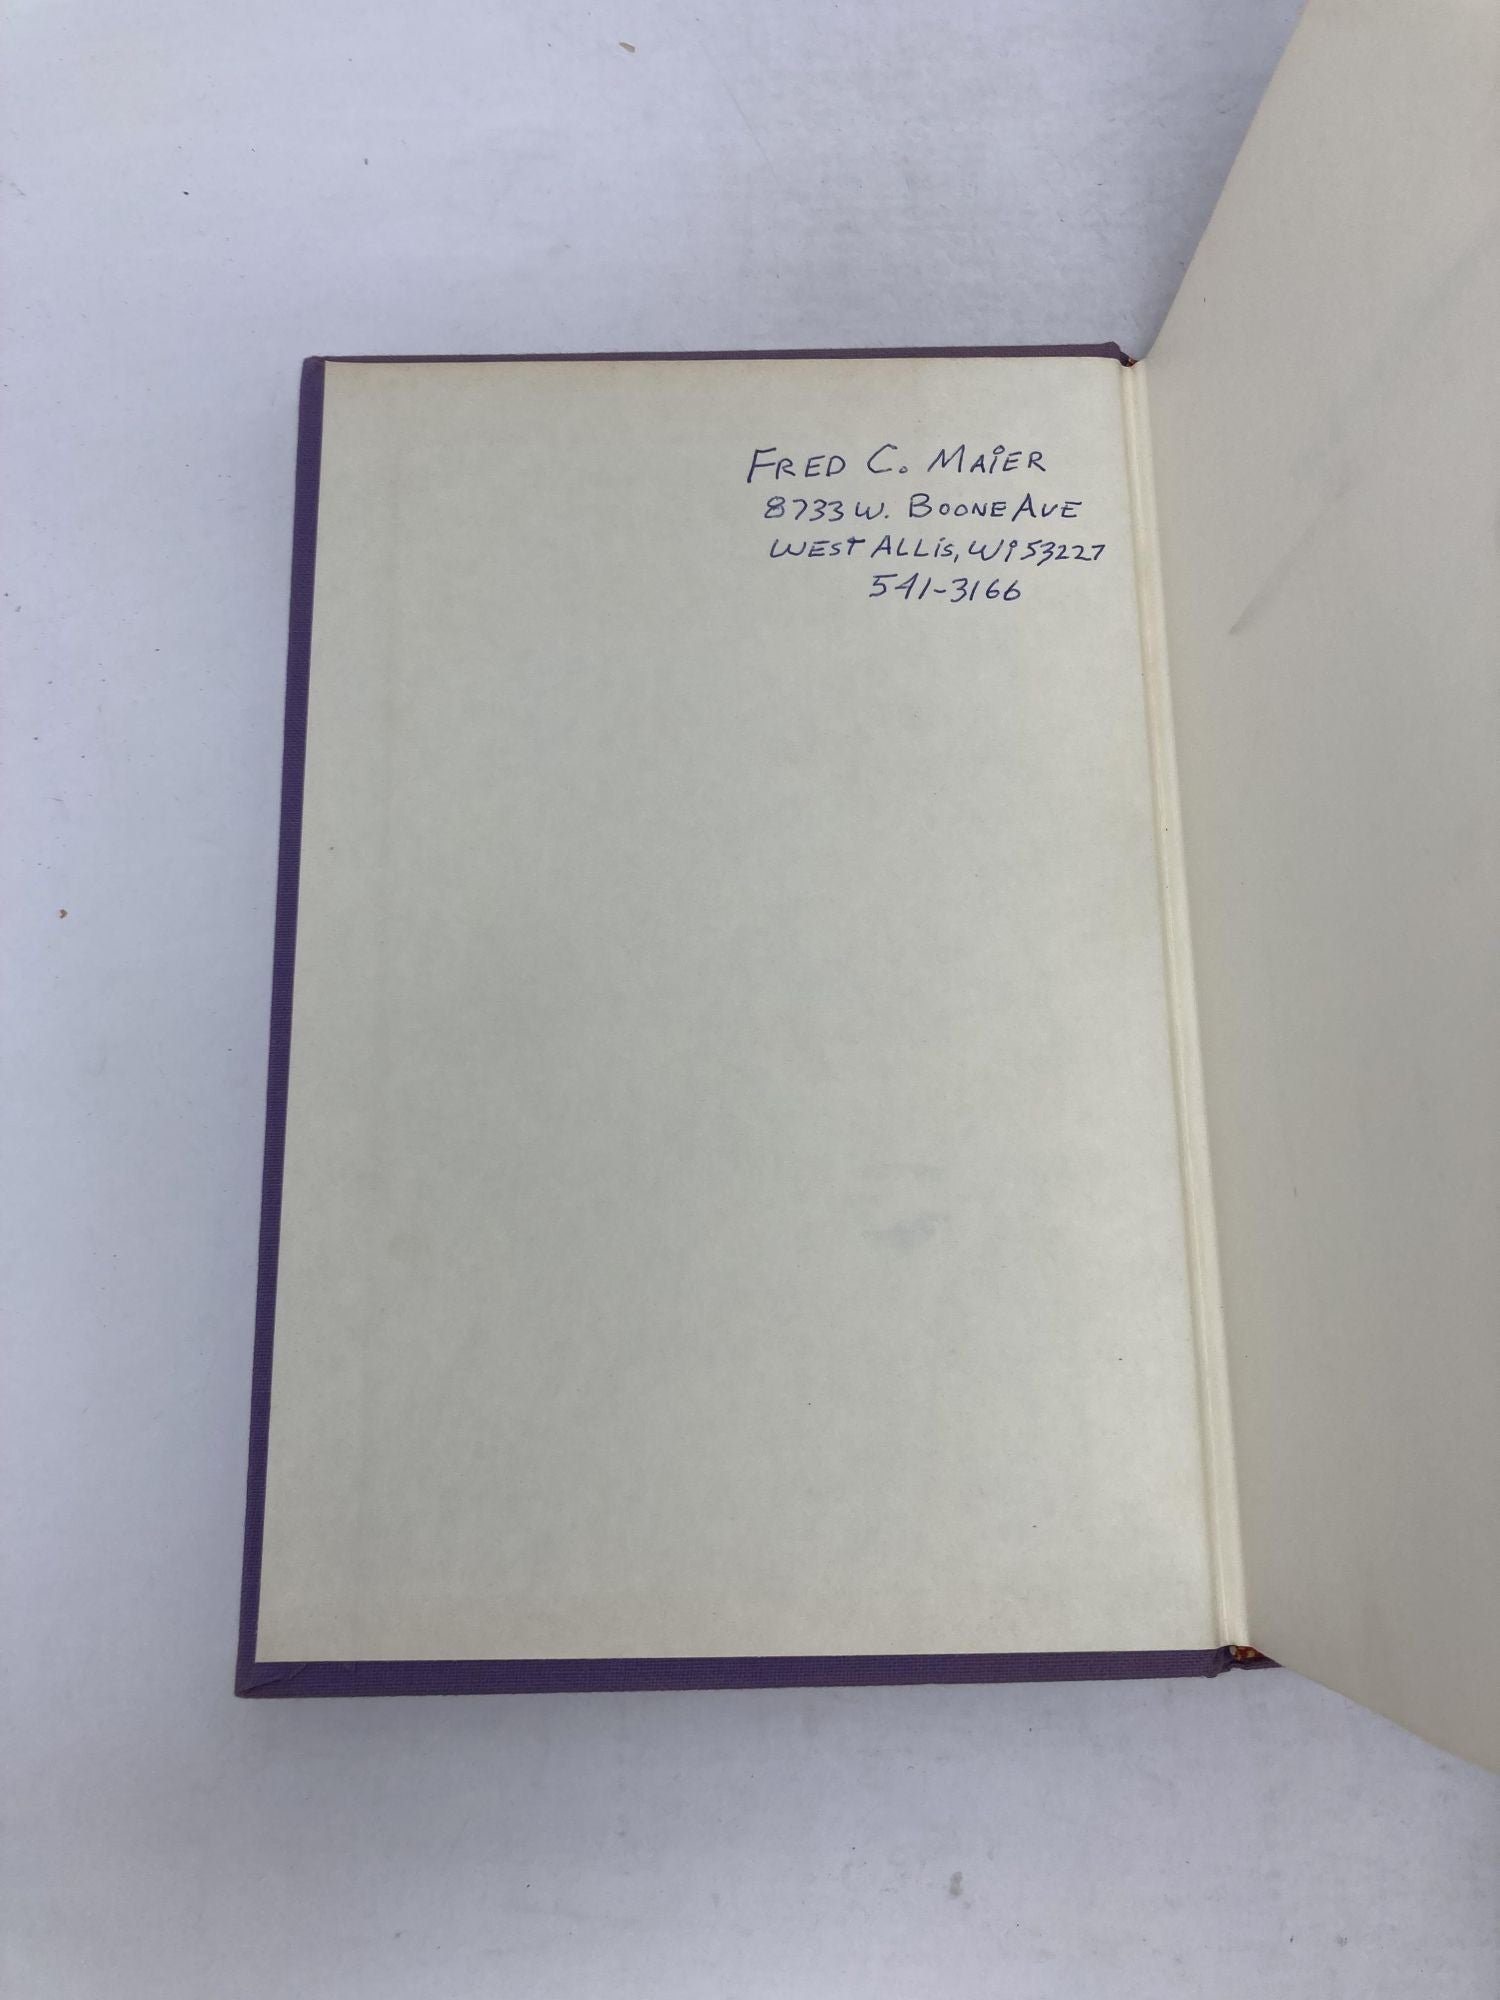 FRED C. MAiER
8733 W. BOONE AVE
WEST ALLiS, Wi 53227
541-3166